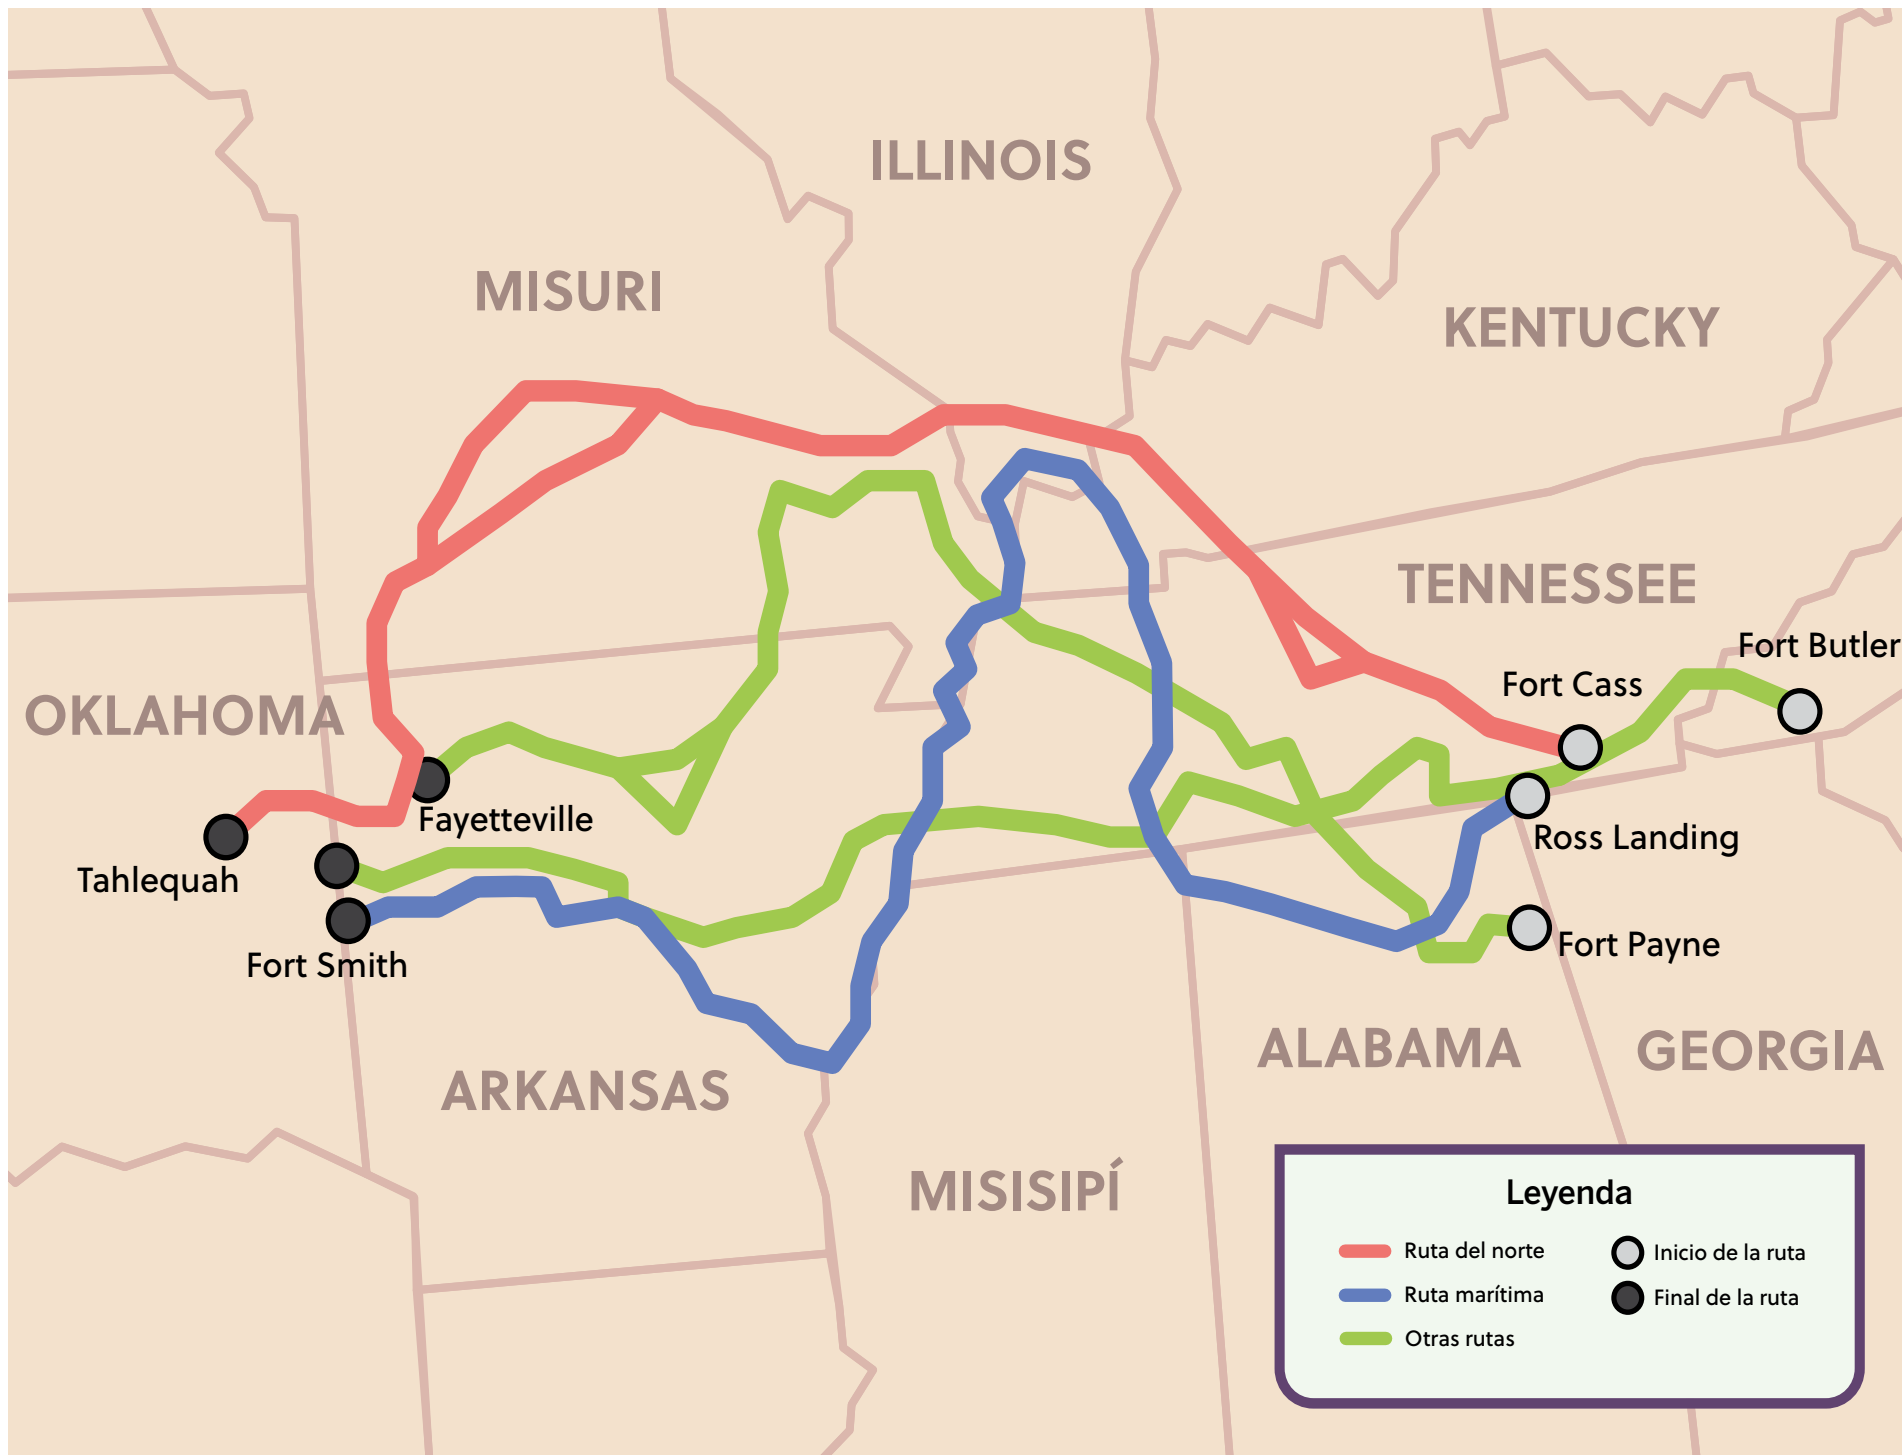 ILLINOIS
MISURI
KENTUCKY
TENNESSEE
Fort Butler
Fort Cass
OKLAHOMA
Fayetteville
Ross Landing
Tahlequah
Fort Payne
Fort Smith
ALABAMA
GEORGIA
ARKANSAS
MISISIPÍ
Leyenda
Ruta del norte
Ruta marítima
Otras rutas
Inicio de la ruta
Final de la ruta